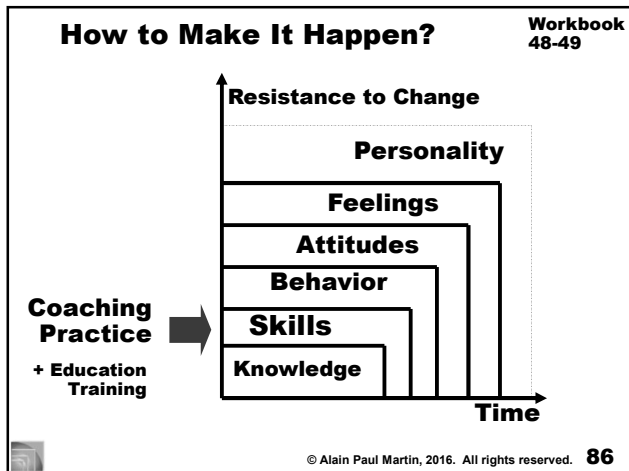 How to Make It Happen?
Workbook
48-49
Resistance to Change
Personality
Feelings
Attitudes
Behavior
Coaching
Practice
Skills
+ Education
Training
Knowledge
Time
© Alain Paul Martin, 2016. All rights reserved. 86